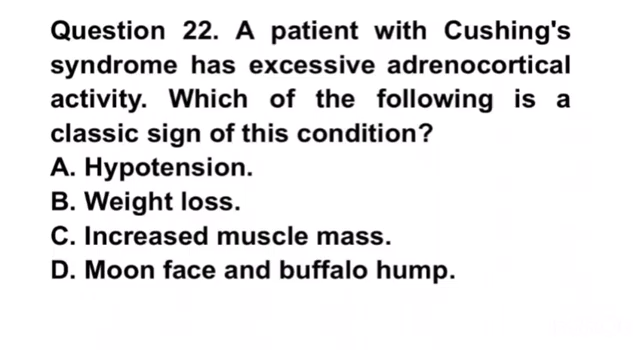 Question 22. A patient with Cushing's
syndrome has excessive adrenocortical
activity. Which of the following is a
classic sign of this condition?
A. Hypotension.
B. Weight loss.
C. Increased muscle mass.
D. Moon face and buffalo hump.